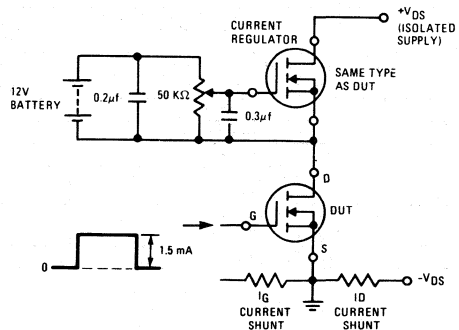 +VDS
(ISOLATED
SUPPLY)
CURRENT
REGULATOR
SAME TYPE
AS DUT
12V
BATTERY
0.2µf
50 KΩ
0.3µf
D
DUT
G
S
1.5 mA
0
IG
CURRENT
SHUNT
ID
CURRENT
SHUNT
-VDS